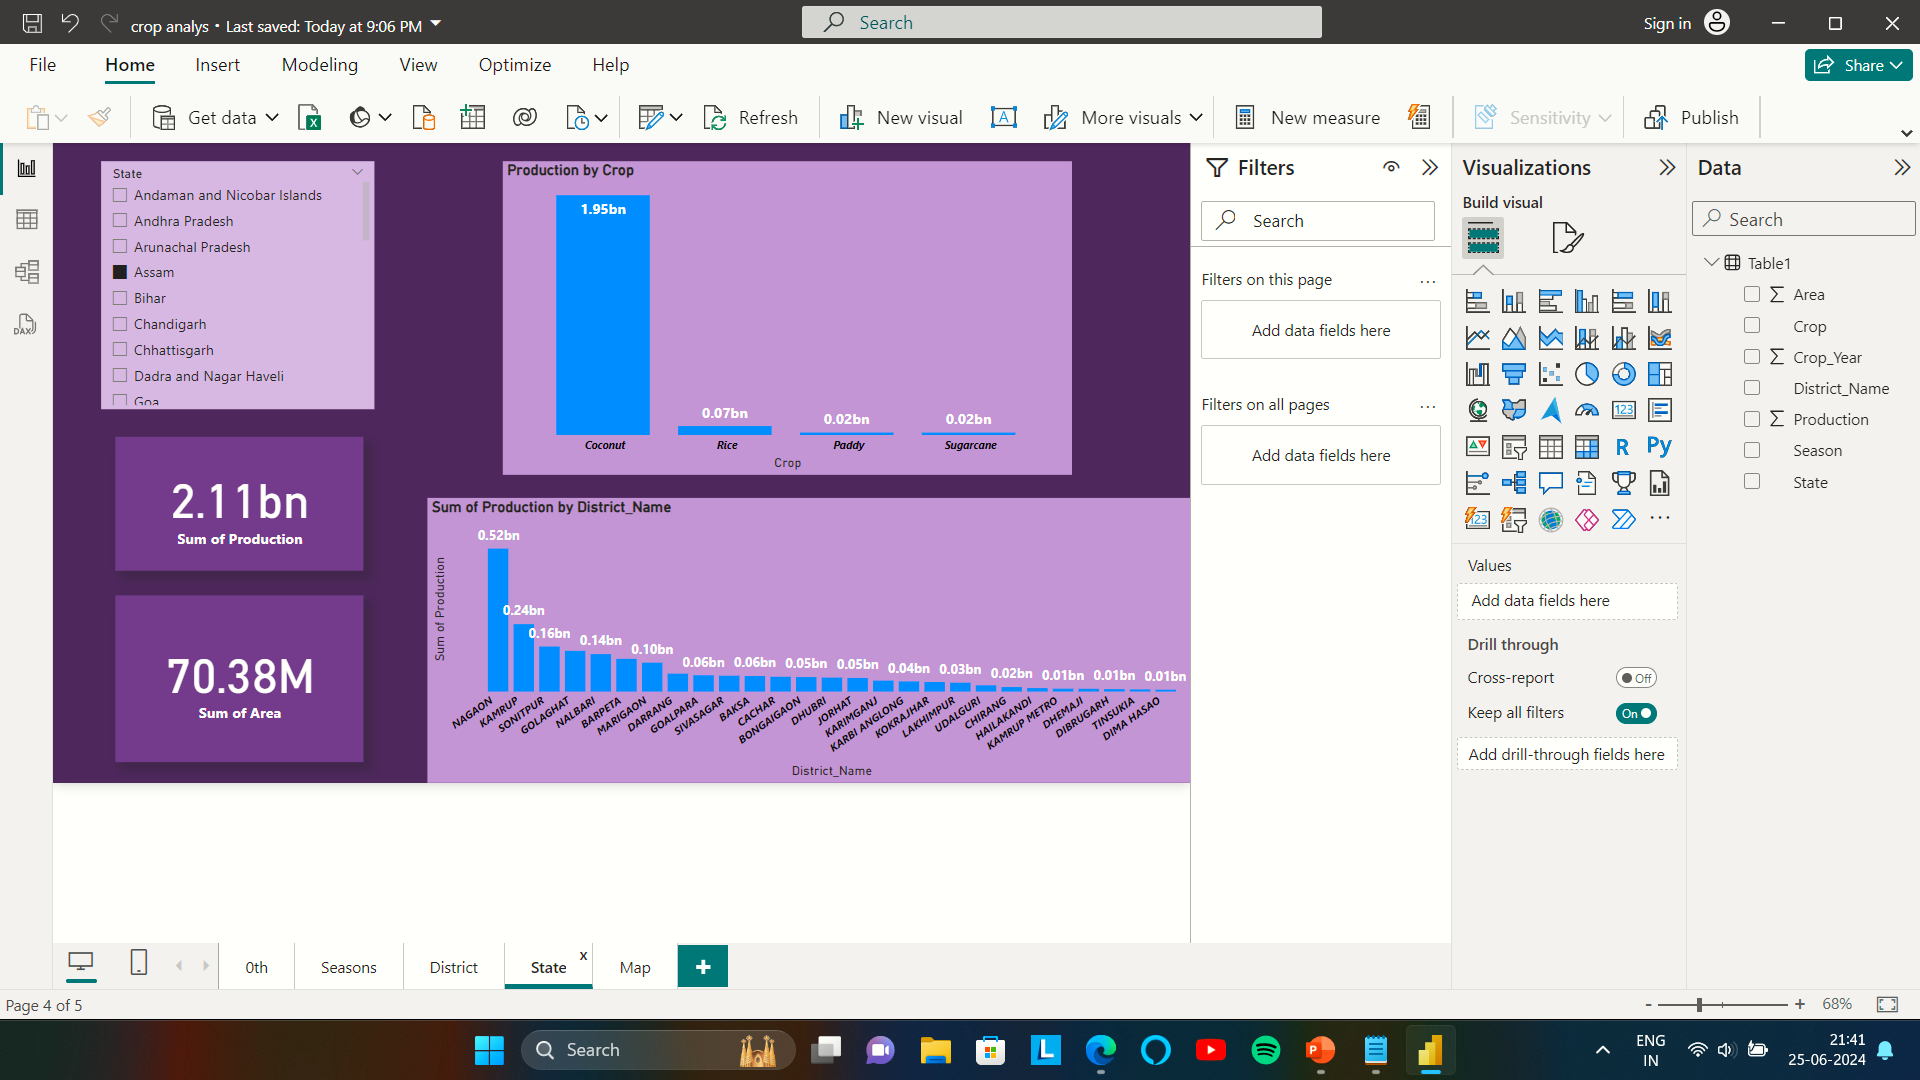 crop analys • Last saved: Today at 9:06 PM
Search
Sign in
File
Home
Insert
Modeling
View
Optimize
Help
Share
Get data
Refresh
New visual
More visuals
New measure
Sensitivity
Publish
State
Andaman and Nicobar Islands
Andhra Pradesh
Arunachal Pradesh
Assam
Bihar
Chandigarh
Chhattisgarh
Dadra and Nagar Haveli
Goa
2.11bn
Sum of Production
70.38M
Sum of Area
Production by Crop
1.95bn
0.07bn
0.02bn
0.02bn
Coconut
Rice
Paddy
Sugarcane
Crop
Sum of Production by District_Name
Sum of Production
0.52bn
0.24bn
0.16bn
0.14bn
0.10bn
0.06bn
0.06bn
0.05bn
0.05bn
0.04bn
0.03bn
0.02bn
0.01bn
0.01bn
0.01bn
NAGAON
KAMRUP
SONITPUR
GOLAGHAT
NALBARI
BARPETA
MARIGAON
DARRANG
GOALPARA
SIVASAGAR
BAKSA
CACHAR
BONGAIGAON
DHUBRI
JORHAT
KARIMGANJ
KARBI ANGLONG
KOKRAJHAR
LAKHIMPUR
UDALGURI
CHIRANG
HAILAKANDI
KAMRUP METRO
DHEMAJI
DIBRUGARH
TINSUKIA
DIMA HASAO
District_Name
Filters
Search
Filters on this page
Add data fields here
Filters on all pages
Add data fields here
Visualizations
Build visual
123
R
Py
123
Values
Add data fields here
Drill through
Cross-report
Off
Keep all filters
On
Add drill-through fields here
Data
Search
Table1
Area
Crop
Crop_Year
District_Name
Production
Season
State
DAX
0th
Seasons
District
State
x
Map
+
Page 4 of 5
- + 68%
Search
ENG
IN
21:41
25-06-2024